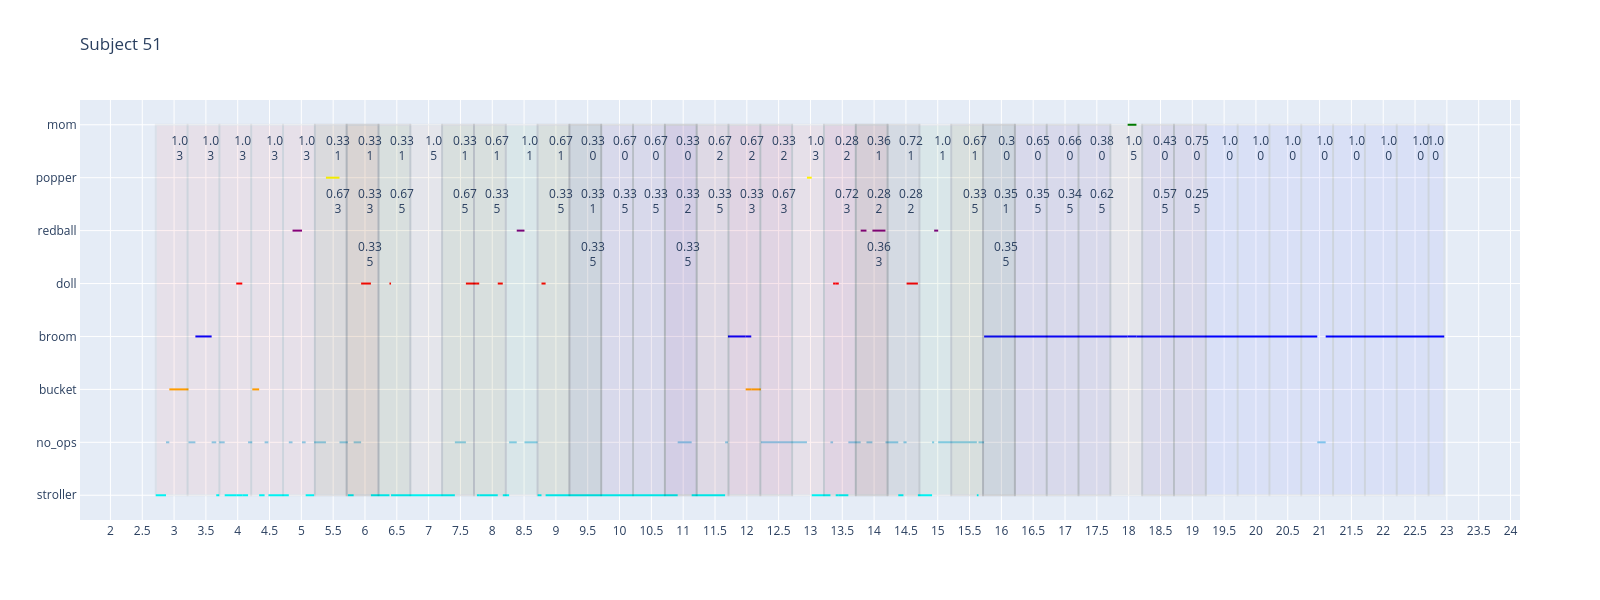 Subject 51
mom
1.0 1.0 1.0 1.0 1.0 0.33 0.33 0.33 1.0 0.33 0.67 1.0 0.67 0.33 0.67 0.67 0.33 0.67 0.67 0.33 1.0 0.28 0.36 0.72 1.0 0.67 0.3 0.65 0.66 0.38 1.0 0.43 0.75 1.0 1.0 1.0 1.0 1.0 1.0 1.0 1.0
3 3 3 3 3 1 1 1 5 1 1 1 1 0 0 0 0 2 2 2 3 2 1 1 1 1 0 0 0 0 5 0 0 0 0 0 0 0 0 0 0
popper
0.67 0.33 0.67 0.67 0.33 0.33 0.33 0.33 0.33 0.33 0.33 0.33 0.67 0.72 0.28 0.28 0.33 0.35 0.35 0.34 0.62 0.57 0.25
3 3 5 5 5 5 1 5 5 2 5 3 3 3 2 2 5 1 5 5 5 5 5
redball
0.33 0.33 0.33 0.36 0.35
5 5 5 3 5
doll
broom
bucket
no_ops
stroller
2 2.5 3 3.5 4 4.5 5 5.5 6 6.5 7 7.5 8 8.5 9 9.5 10 10.5 11 11.5 12 12.5 13 13.5 14 14.5 15 15.5 16 16.5 17 17.5 18 18.5 19 19.5 20 20.5 21 21.5 22 22.5 23 23.5 24